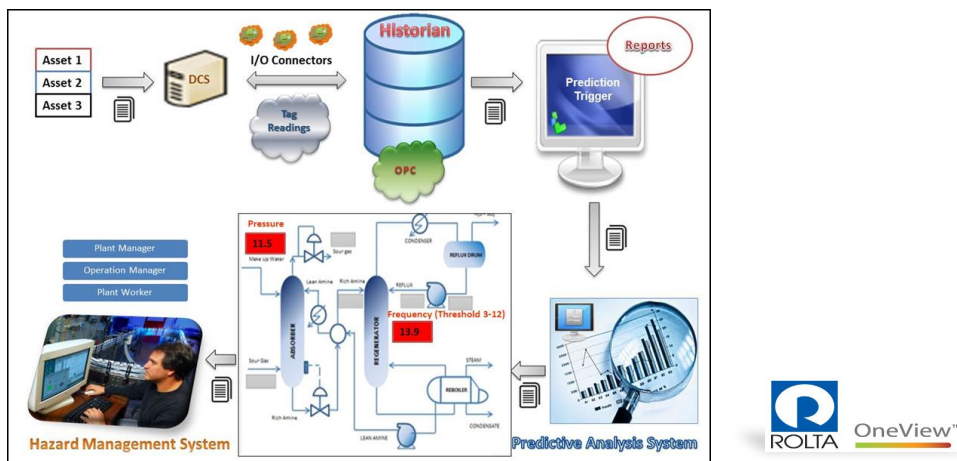 Asset 1
Asset 2
Asset 3
DCS
I/O Connectors
Tag
Readings
Historian
OPC
Prediction
Trigger
Reports
Plant Manager
Operation Manager
Plant Worker
Hazard Management System
Pressure
11.5
Make Up Water
Sour gas
CONDENSER
REFLUX DRUM
Lean Amine
Rich Amine
REFLUX
Frequency (Threshold 3-12)
13.9
ABSORBER
REGENERATOR
Sour Gas
Rich Amine
STEAM
REBOILER
LEAN AMINE
CONDENSATE
Predictive Analysis System
ROLTA
OneView™